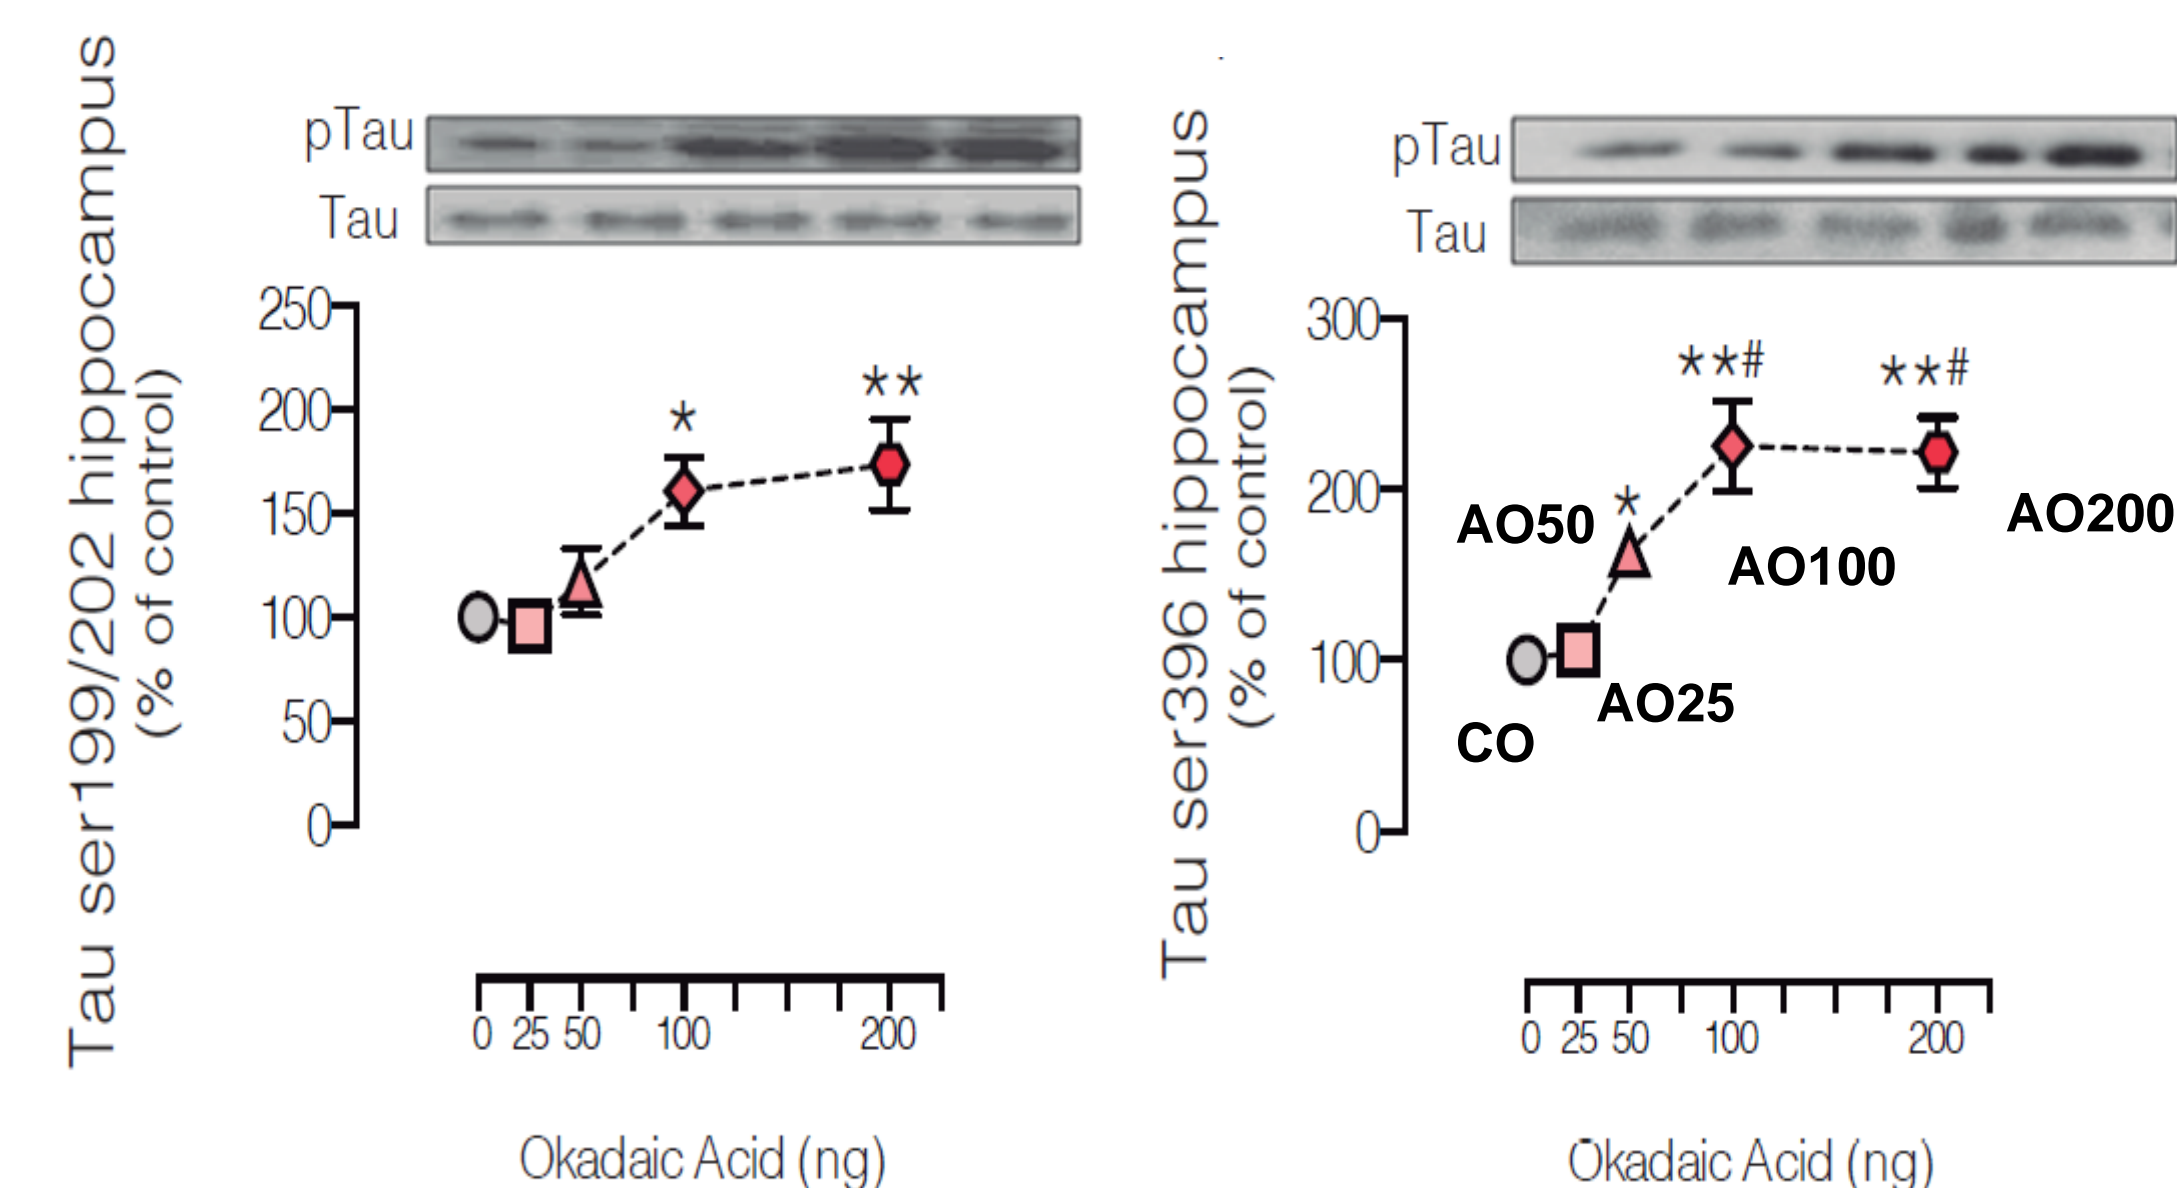 Tau ser199/202 hippocampus
(% of control)
pTau
Tau
250
200
150
100
50
0
*
**
0 25 50 100 200
Okadaic Acid (ng)
Tau ser396 hippocampus
(% of control)
pTau
Tau
300
200
100
0
*
**#
**#
AO50
AO100
AO200
AO25
CO
0 25 50 100 200
Okadaic Acid (ng)